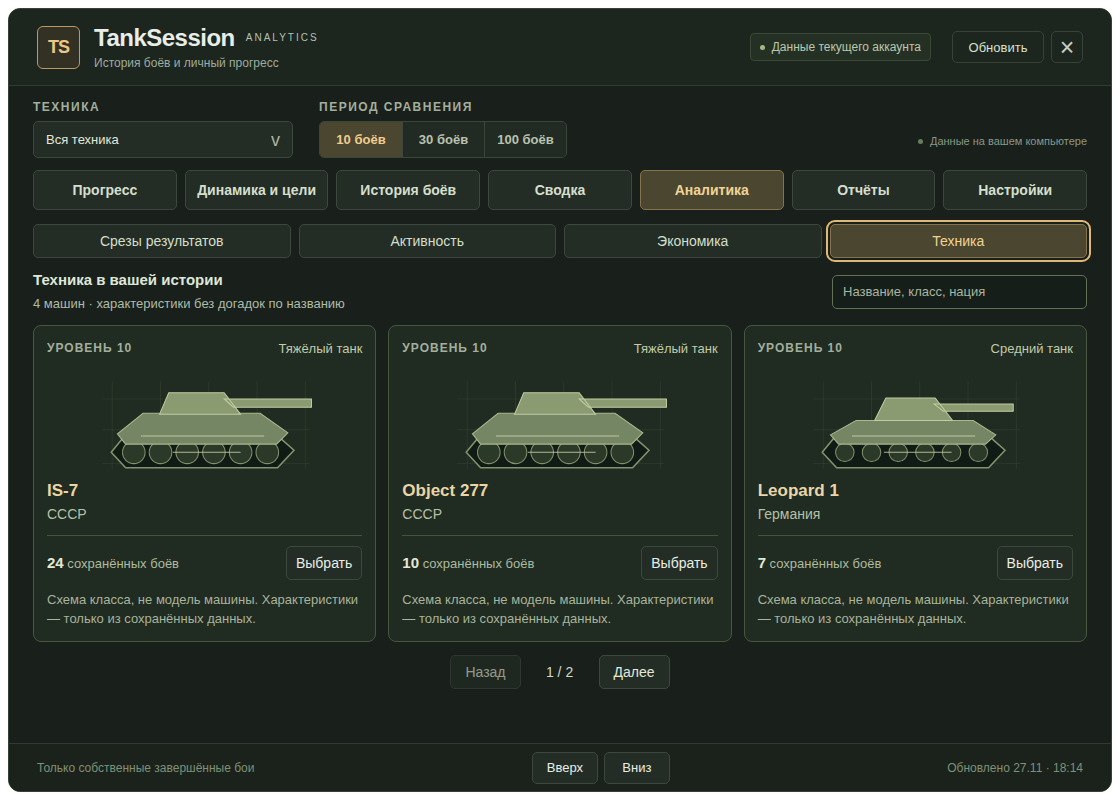 TS
TankSession ANALYTICS
История боёв и личный прогресс
Данные текущего аккаунта
Обновить
ТЕХНИКА
Вся техника
ПЕРИОД СРАВНЕНИЯ
10 боёв 30 боёв 100 боёв
Данные на вашем компьютере
Прогресс Динамика и цели История боёв Сводка Аналитика Отчёты Настройки
Срезы результатов Активность Экономика Техника
Техника в вашей истории
4 машин · характеристики без догадок по названию
Название, класс, нация
УРОВЕНЬ 10 Тяжёлый танк
IS-7
СССР
24 сохранённых боёв
Выбрать
Схема класса, не модель машины. Характеристики
— только из сохранённых данных.
УРОВЕНЬ 10 Тяжёлый танк
Object 277
СССР
10 сохранённых боёв
Выбрать
Схема класса, не модель машины. Характеристики
— только из сохранённых данных.
УРОВЕНЬ 10 Средний танк
Leopard 1
Германия
7 сохранённых боёв
Выбрать
Схема класса, не модель машины. Характеристики
— только из сохранённых данных.
Назад 1 / 2 Далее
Только собственные завершённые бои
Вверх Вниз
Обновлено 27.11 · 18:14